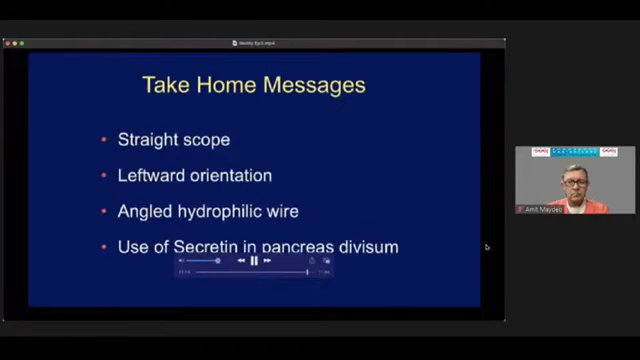 Take Home Messages
• Straight scope
• Leftward orientation
• Angled hydrophilic wire
• Use of Secretin in pancreas divisum
Amit Maydeo